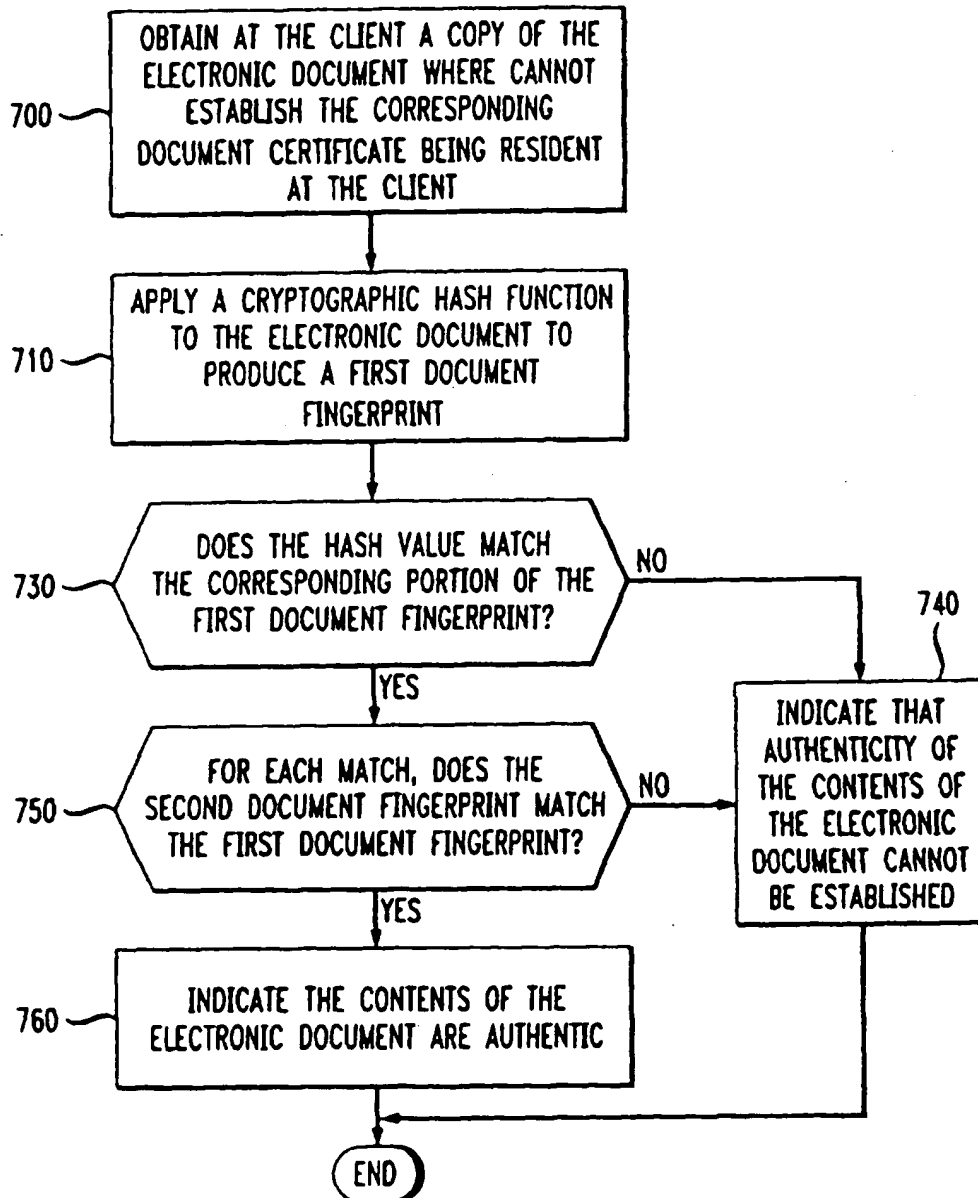 700
OBTAIN AT THE CLIENT A COPY OF THE
ELECTRONIC DOCUMENT WHERE CANNOT
ESTABLISH THE CORRESPONDING
DOCUMENT CERTIFICATE BEING RESIDENT
AT THE CLIENT
710
APPLY A CRYPTOGRAPHIC HASH FUNCTION
TO THE ELECTRONIC DOCUMENT TO
PRODUCE A FIRST DOCUMENT
FINGERPRINT
730
DOES THE HASH VALUE MATCH
THE CORRESPONDING PORTION OF THE
FIRST DOCUMENT FINGERPRINT?
NO
YES
740
INDICATE THAT
AUTHENTICITY OF
THE CONTENTS OF
THE ELECTRONIC
DOCUMENT CANNOT
BE ESTABLISHED
750
FOR EACH MATCH, DOES THE
SECOND DOCUMENT FINGERPRINT MATCH
THE FIRST DOCUMENT FINGERPRINT?
NO
YES
760
INDICATE THE CONTENTS OF THE
ELECTRONIC DOCUMENT ARE AUTHENTIC
END